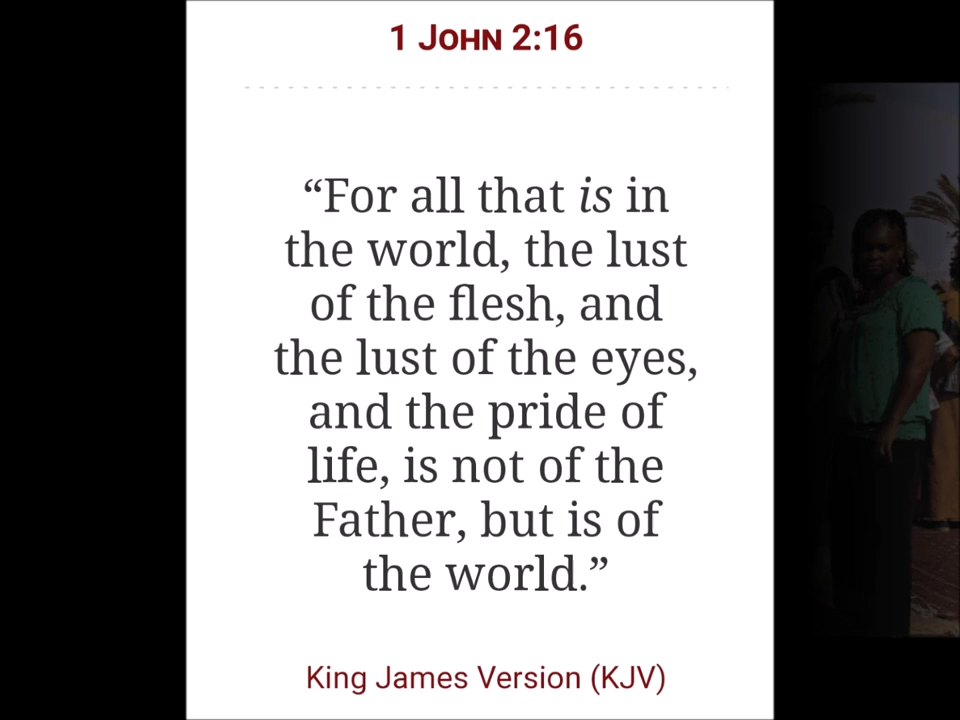 1 John 2:16
“For all that is in
the world, the lust
of the flesh, and
the lust of the eyes,
and the pride of
life, is not of the
Father, but is of
the world.”
King James Version (KJV)